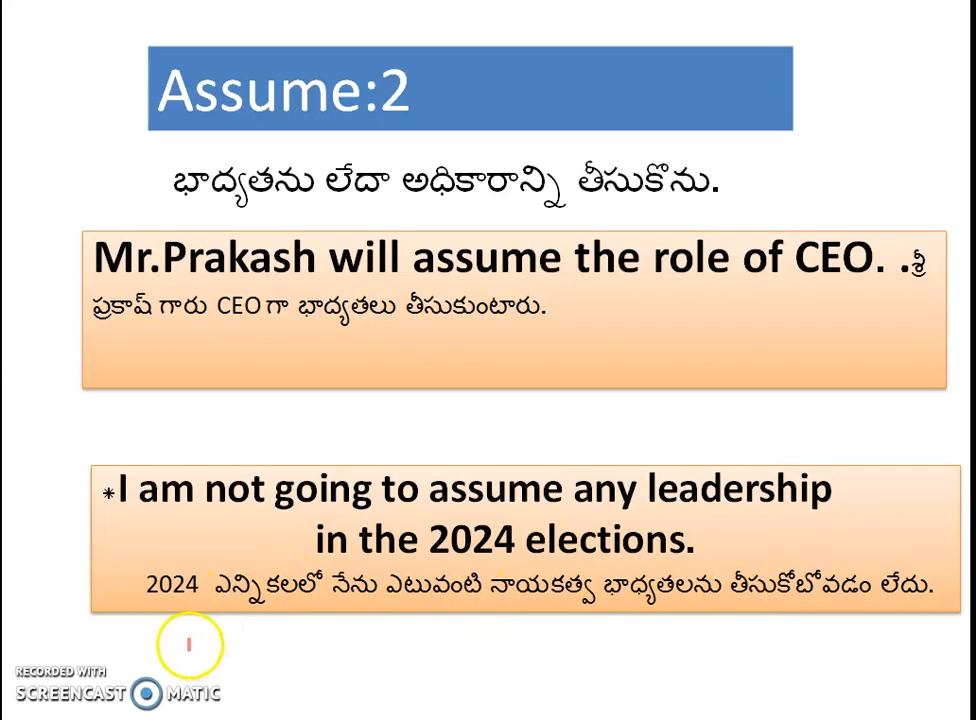 Assume:2
భాద్యతను లేదా అధికారాన్ని తీసుకొను.
Mr.Prakash will assume the role of CEO. .శ్రీ
ప్రకాష్ గారు CEO గా భాద్యతలు తీసుకుంటారు.
*I am not going to assume any leadership
in the 2024 elections.
2024 ఎన్నికలలో నేను ఎటువంటి నాయకత్వ భాధ్యతలను తీసుకోబోవడం లేదు.
RECORDED WITH
SCREENCAST MATIC